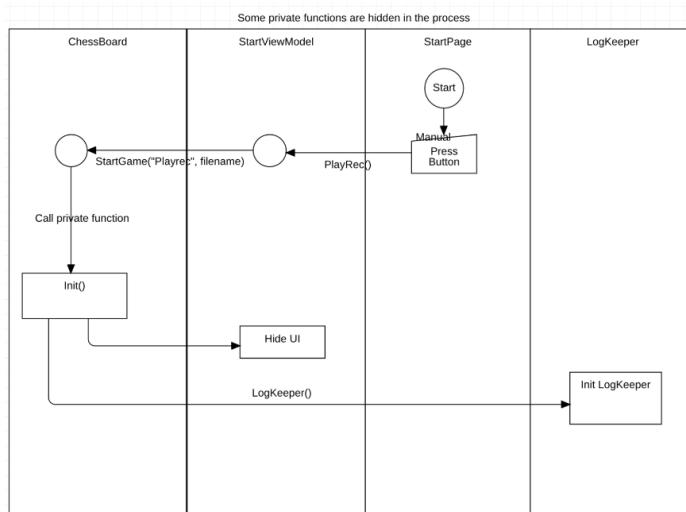 Some private functions are hidden in the process
ChessBoard
StartViewModel
StartPage
LogKeeper
Start
Manual
Press
Button
PlayRec()
StartGame("Playrec", filename)
Call private function
Init()
Hide UI
LogKeeper()
Init LogKeeper